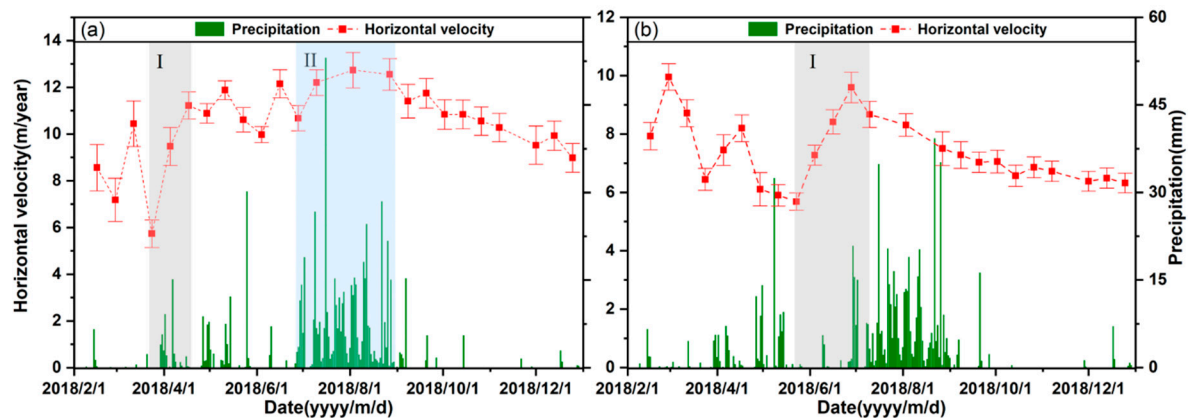 (a) Precipitation Horizontal velocity
I II
Horizontal velocity(m/year)
14
12
10
8
6
4
2
0
2018/2/1 2018/4/1 2018/6/1 2018/8/1 2018/10/1 2018/12/1
Date(yyyy/m/d)
(b) Precipitation Horizontal velocity
I
12
10
8
6
4
2
0
60
45
30
15
0
Precipitation(mm)
2018/2/1 2018/4/1 2018/6/1 2018/8/1 2018/10/1 2018/12/1
Date(yyyy/m/d)